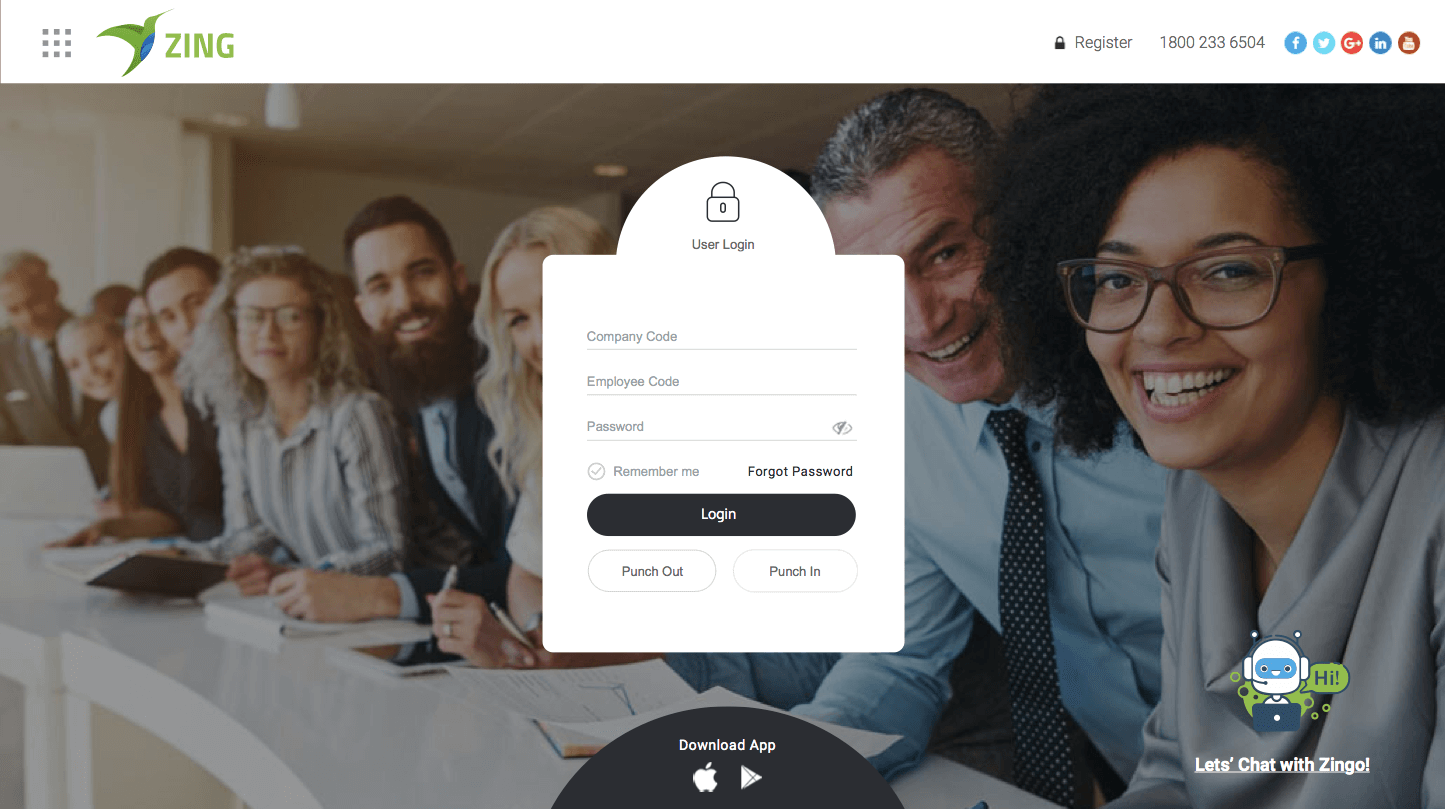 ZING
Register
1800 233 6504
User Login
Company Code
Employee Code
Password
Remember me
Forgot Password
Login
Punch Out
Punch In
Hi!
Download App
Lets’ Chat with Zingo!